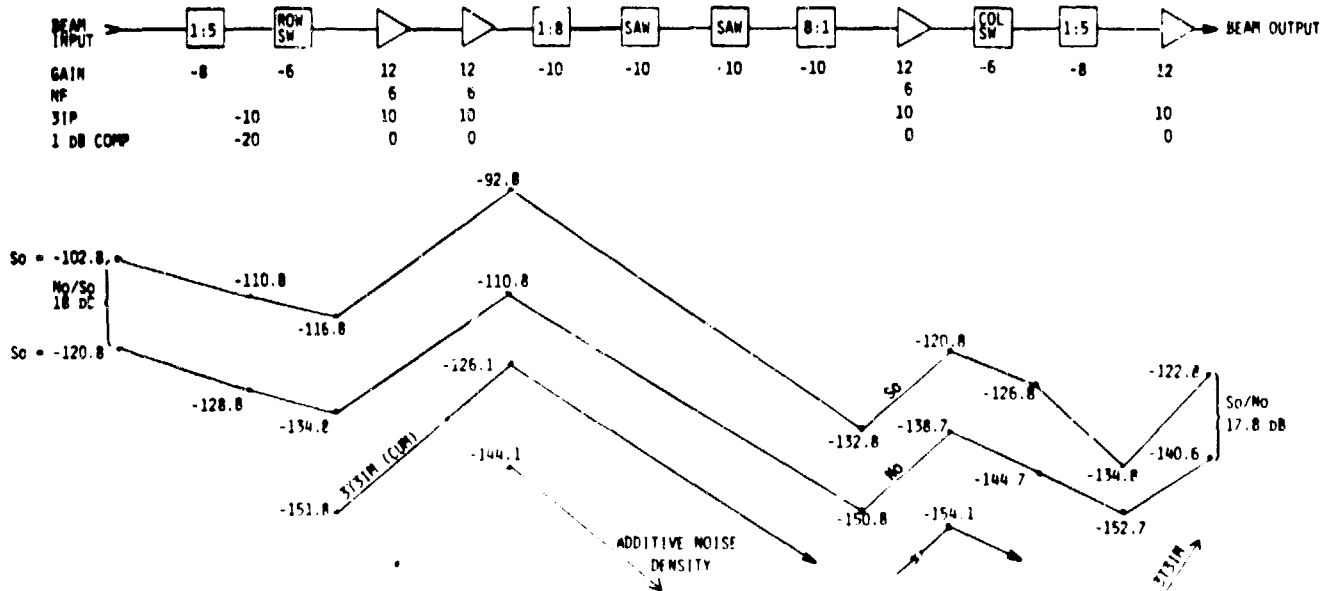 BEAM INPUT
1:5
ROW SW
1:8
SAW
SAW
8:1
COL SW
1:5
BEAM OUTPUT
GAIN -8 -6 12 12 -10 -10 -10 -10 12 -6 -8 12
NF 6 6 6
3IP -10 10 10 10 10
1 DB COMP -20 0 0 0 0
-92.8
So = -102.8
No/So
18 DC
-110.8
-116.8
-110.8
So = -120.8
-128.8
-134.8
-126.1
3T3IM (CUM)
-144.1
-151.8
ADDITIVE NOISE
DENSITY
-120.8
So
-126.8
-122.8
-132.8
-138.7
So/No
17.8 DB
No
-134.8
-140.6
-144.7
-150.8
-154.1
-152.7
3T3IM